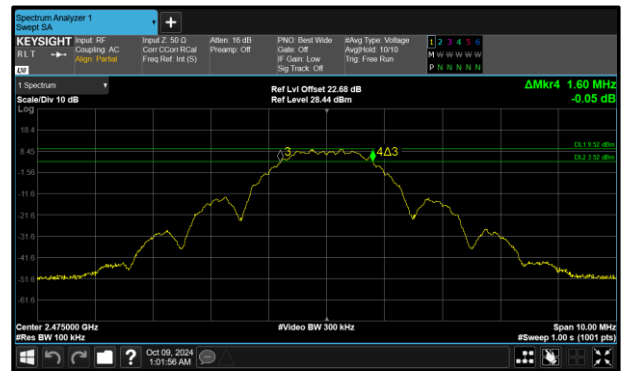 Spectrum Analyzer 1
Swept SA
KEYSIGHT
RLT
Input: RF
Coupling: AC
Align: Partial
Input Z: 50 Ω
Corr CCorr RCal
Freq Ref: Int (S)
Atten: 16 dB
Preamp: Off
PNO: Best Wide
Gate: Off
IF Gain: Low
Sig Track: Off
#Avg Type: Voltage
Avg|Hold: 10/10
Trig: Free Run
1 2 3 4 5 6
M W W W W W
P N N N N N
1 Spectrum
Scale/Div 10 dB
Log
Ref Lvl Offset 22.68 dB
Ref Level 28.44 dBm
ΔMkr4 1.60 MHz
-0.05 dB
18.4
8.45
-1.56
-11.6
-21.6
-31.6
-41.6
-51.6
-61.6
3
4Δ3
DL1 9.52 dBm
DL2 3.52 dBm
Center 2.475000 GHz
#Res BW 100 kHz
#Video BW 300 kHz
Span 10.00 MHz
#Sweep 1.00 s (1001 pts)
?
Oct 09, 2024
1:01:56 AM